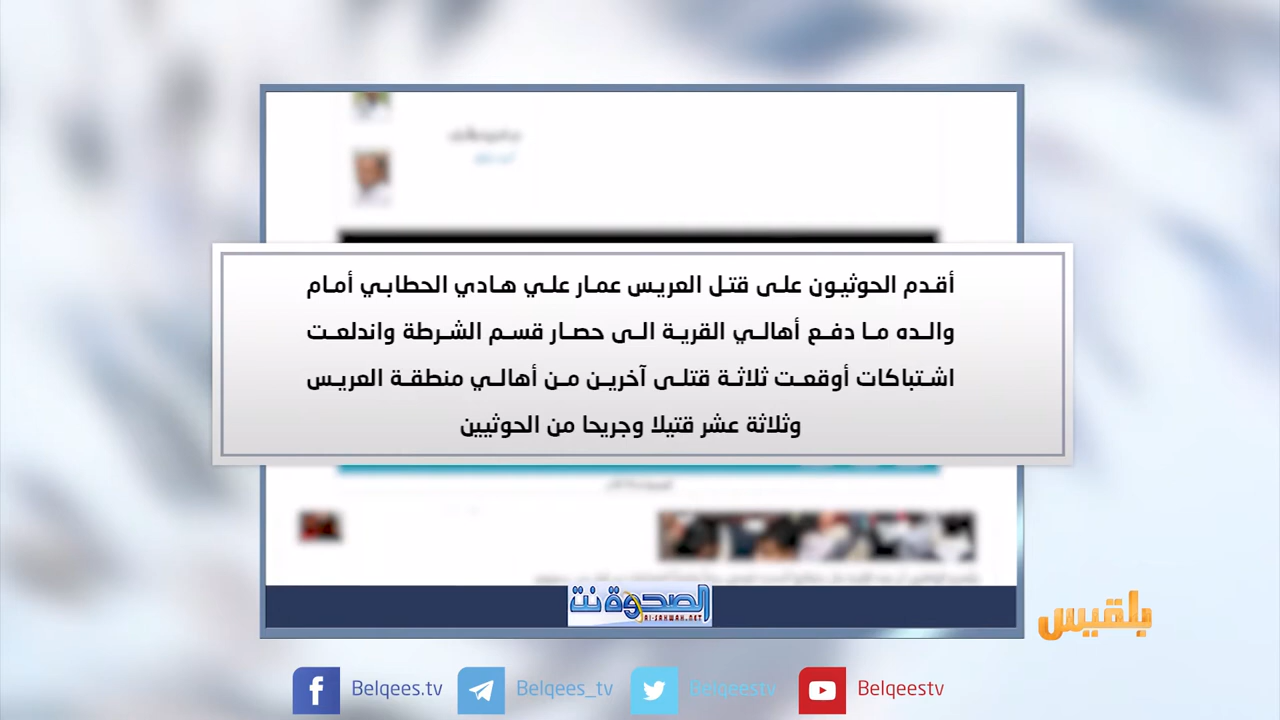 أقدم الحوثيون على قتل العريس عمار علي هادي الحطابي أمام
والده ما دفع أهالي القرية الى حصار قسم الشرطة واندلعت
اشتباكات أوقعت ثلاثة قتلى آخرين من أهالي منطقة العريس
وثلاثة عشر قتيلا وجريحا من الحوثيين
الصحوة نت
AL-SAHWAH.NET
بلقيس
Belqees.tv
Belqees_tv
Belqeestv
Belqeestv